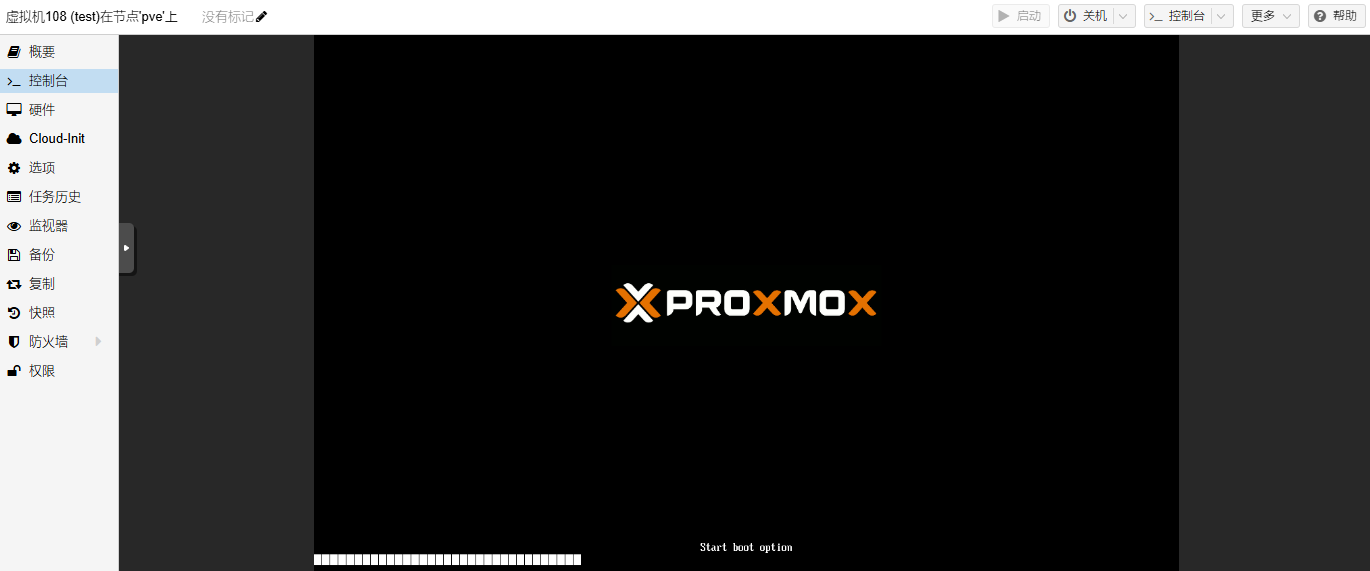 虚拟机108 (test)在节点'pve'上 没有标记 启动 关机 控制台 更多 帮助
概要
控制台
硬件
Cloud-Init
选项
任务历史
监视器
备份
复制
快照
防火墙
权限
PROXMOX
Start boot option